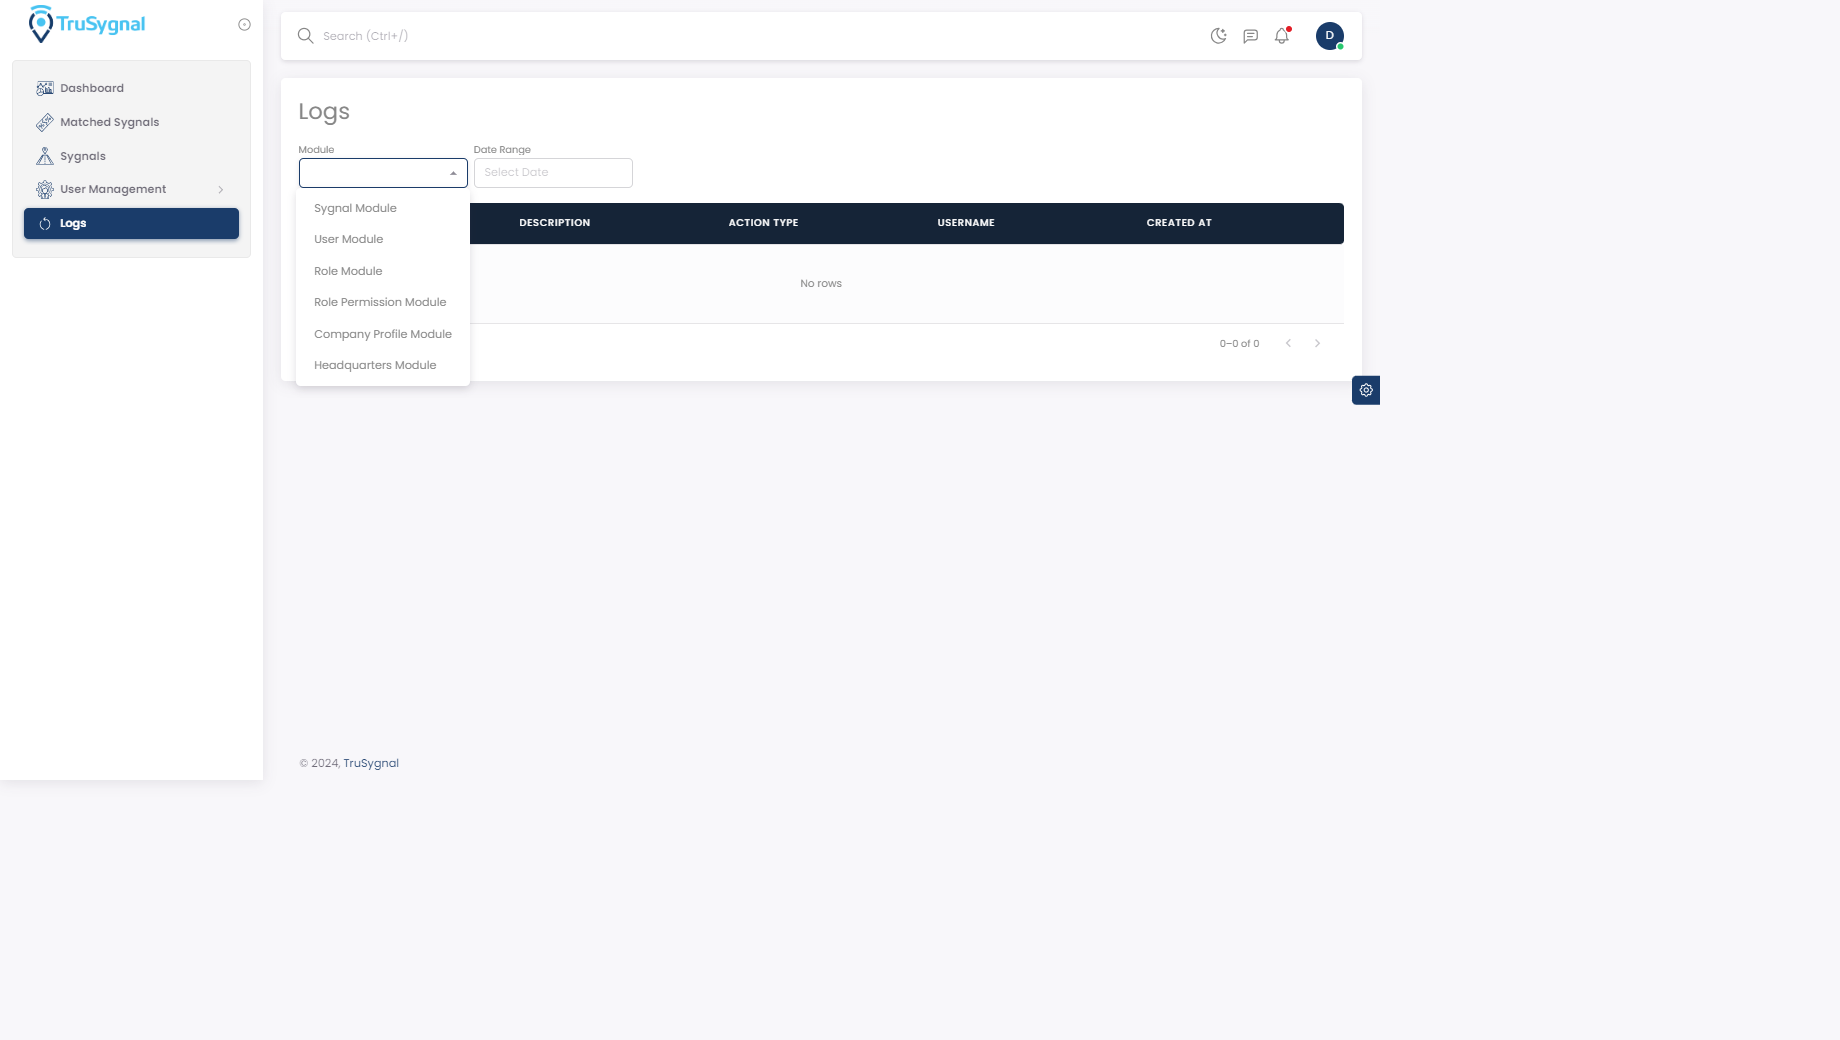 TruSygnal
Search (Ctrl+/)
D
Dashboard
Matched Sygnals
Sygnals
User Management
Logs
Logs
Module
Date Range
Select Date
Sygnal Module
User Module
Role Module
Role Permission Module
Company Profile Module
Headquarters Module
DESCRIPTION
ACTION TYPE
USERNAME
CREATED AT
No rows
0–0 of 0
© 2024, TruSygnal